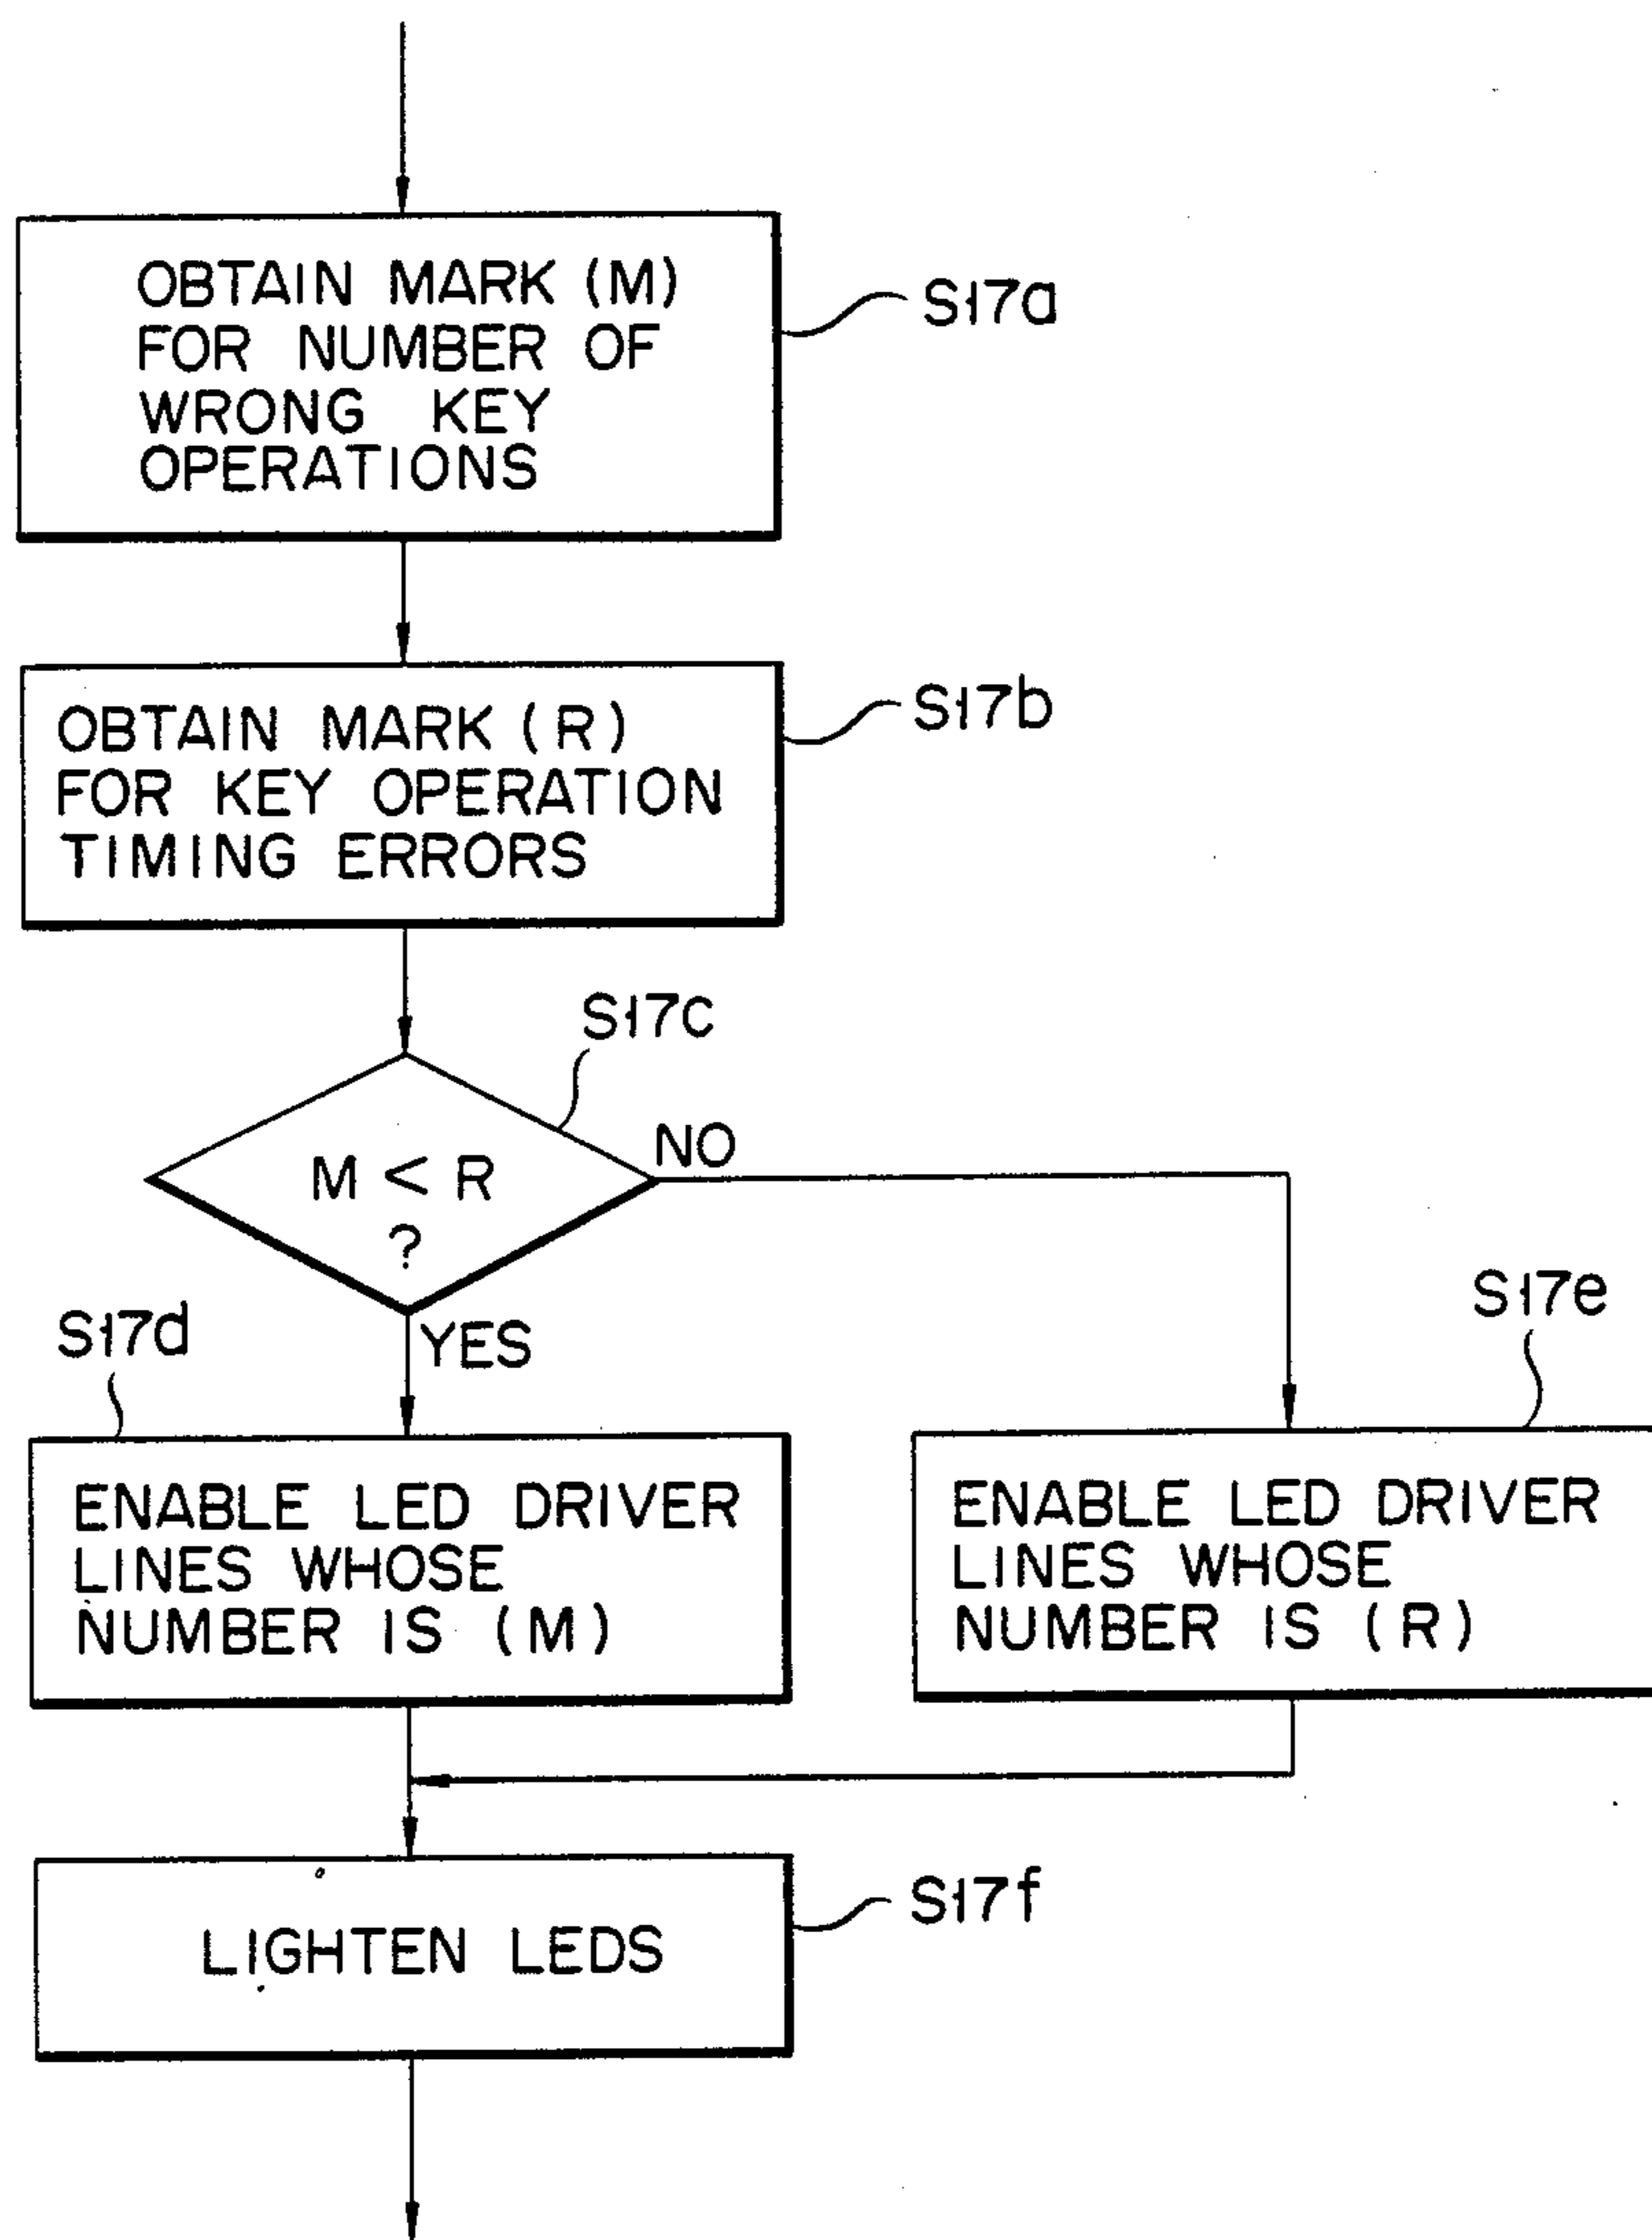 OBTAIN MARK (M)
FOR NUMBER OF
WRONG KEY
OPERATIONS
S17a
OBTAIN MARK (R)
FOR KEY OPERATION
TIMING ERRORS
S17b
S17c
M < R
?
NO
YES
S17d
S17e
ENABLE LED DRIVER
LINES WHOSE
NUMBER IS (M)
ENABLE LED DRIVER
LINES WHOSE
NUMBER IS (R)
LIGHTEN LEDS
S17f